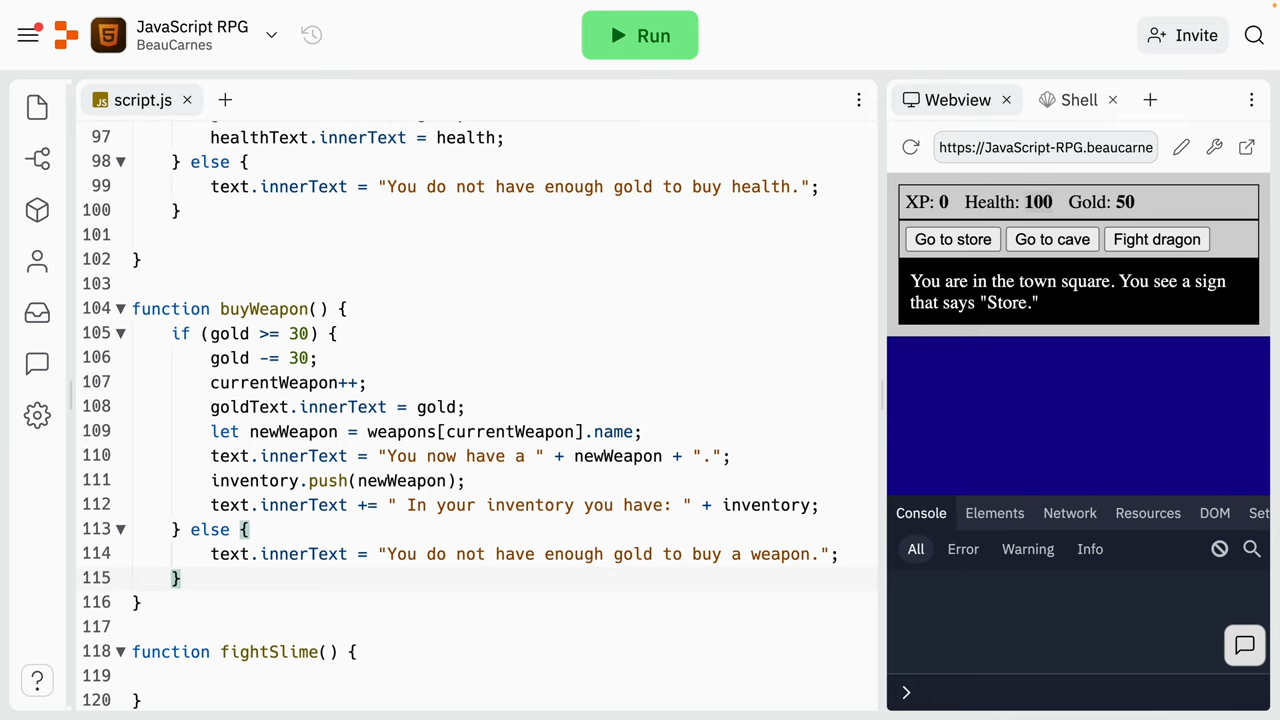 JavaScript RPG
BeauCarnes
Run
Invite
JS script.js
Webview
Shell
https://JavaScript-RPG.beaucarne
97 healthText.innerText = health;
98 } else {
99 text.innerText = "You do not have enough gold to buy health.";
100 }
101
102 }
103
104 function buyWeapon() {
105 if (gold >= 30) {
106 gold -= 30;
107 currentWeapon++;
108 goldText.innerText = gold;
109 let newWeapon = weapons[currentWeapon].name;
110 text.innerText = "You now have a " + newWeapon + ".";
111 inventory.push(newWeapon);
112 text.innerText += " In your inventory you have: " + inventory;
113 } else {
114 text.innerText = "You do not have enough gold to buy a weapon.";
115 }
116 }
117
118 function fightSlime() {
119
120 }
XP: 0 Health: 100 Gold: 50
Go to store Go to cave Fight dragon
You are in the town square. You see a sign
that says "Store."
Console Elements Network Resources DOM Set
All Error Warning Info
>
?